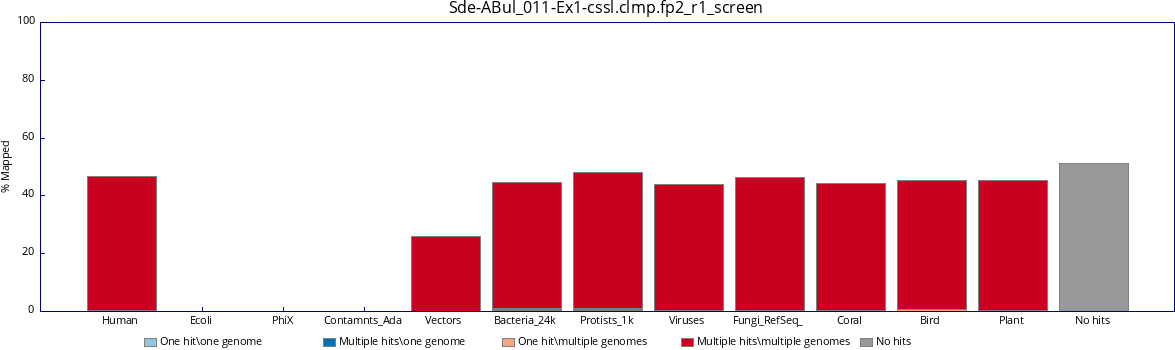 Sde-ABul_011-Ex1-cssl.clmp.fp2_r1_screen
100
80
60
40
20
0
% Mapped
Human Ecoli PhiX Contamnts_Ada Vectors Bacteria_24k Protists_1k Viruses Fungi_RefSeq_ Coral Bird Plant No hits
One hit\one genome Multiple hits\one genome One hit\multiple genomes Multiple hits\multiple genomes No hits